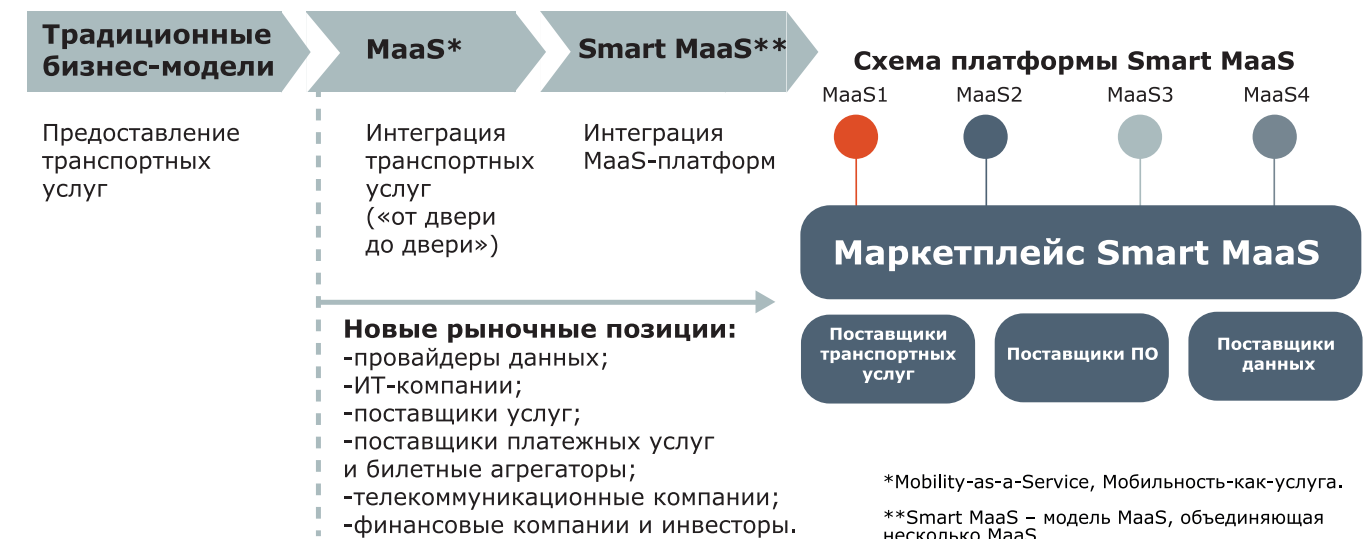 Традиционные
бизнес-модели
MaaS*
Smart MaaS**
Предоставление
транспортных
услуг
Интеграция
транспортных
услуг
(«от двери
до двери»)
Интеграция
MaaS-платформ
Новые рыночные позиции:
-провайдеры данных;
-ИТ-компании;
-поставщики услуг;
-поставщики платежных услуг
и билетные агрегаторы;
-телекоммуникационные компании;
-финансовые компании и инвесторы.
Схема платформы Smart MaaS
MaaS1
MaaS2
MaaS3
MaaS4
Маркетплейс Smart MaaS
Поставщики
транспортных
услуг
Поставщики ПО
Поставщики
данных
*Mobility-as-a-Service, Мобильность-как-услуга.
**Smart MaaS – модель MaaS, объединяющая
несколько MaaS